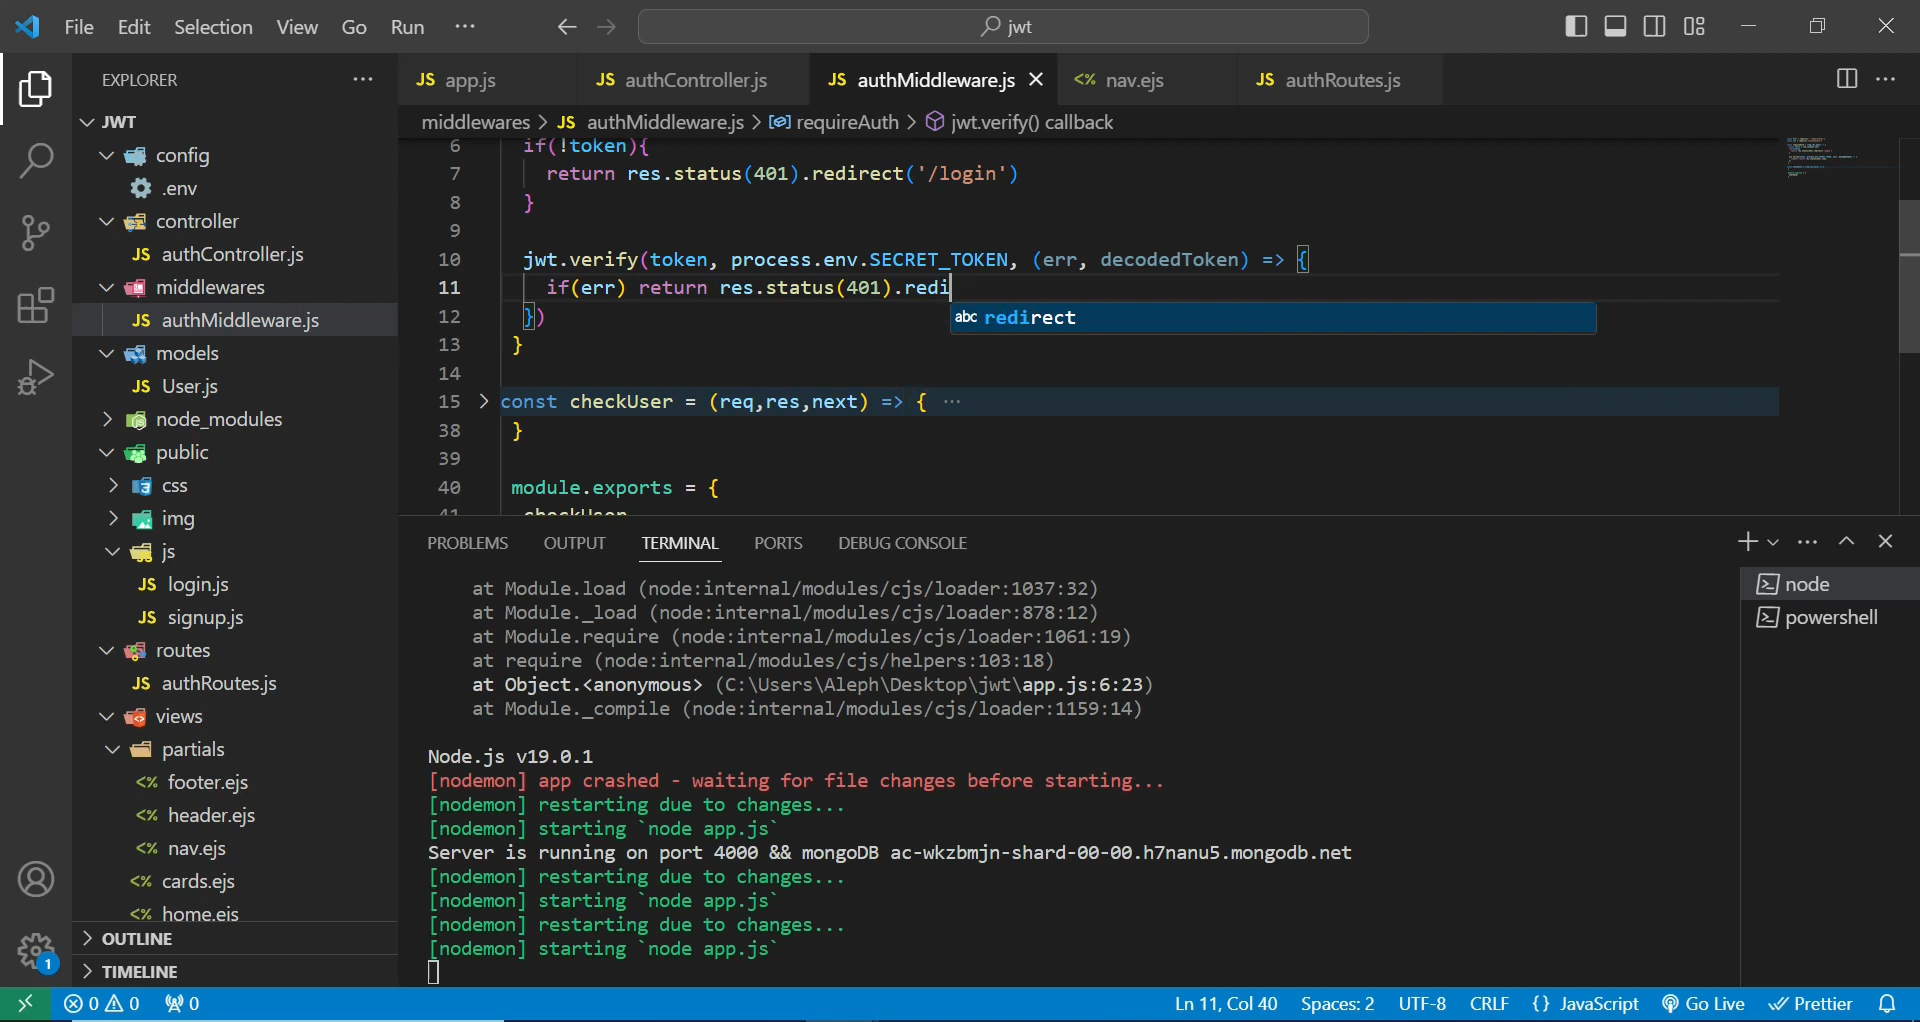 File Edit Selection View Go Run ···
jwt
EXPLORER ···
JS app.js JS authController.js JS authMiddleware.js <% nav.ejs JS authRoutes.js
middlewares > JS authMiddleware.js > requireAuth > jwt.verify() callback
JWT
config
.env
controller
JS authController.js
middlewares
JS authMiddleware.js
models
JS User.js
node_modules
public
css
img
js
JS login.js
JS signup.js
routes
JS authRoutes.js
views
partials
<% footer.ejs
<% header.ejs
<% nav.ejs
<% cards.ejs
<% home.ejs
OUTLINE
TIMELINE
6 if(!token){
7 return res.status(401).redirect('/login')
8 }
9
10 jwt.verify(token, process.env.SECRET_TOKEN, (err, decodedToken) => {
11 if(err) return res.status(401).redi
12 })
abc redirect
13 }
14
15 const checkUser = (req,res,next) => { ···
38 }
39
40 module.exports = {
41 checkUser
PROBLEMS OUTPUT TERMINAL PORTS DEBUG CONSOLE
at Module.load (node:internal/modules/cjs/loader:1037:32)
at Module._load (node:internal/modules/cjs/loader:878:12)
at Module.require (node:internal/modules/cjs/loader:1061:19)
at require (node:internal/modules/cjs/helpers:103:18)
at Object.<anonymous> (C:\Users\Aleph\Desktop\jwt\app.js:6:23)
at Module._compile (node:internal/modules/cjs/loader:1159:14)
Node.js v19.0.1
[nodemon] app crashed - waiting for file changes before starting...
[nodemon] restarting due to changes...
[nodemon] starting `node app.js`
Server is running on port 4000 && mongoDB ac-wkzbmjn-shard-00-00.h7nanu5.mongodb.net
[nodemon] restarting due to changes...
[nodemon] starting `node app.js`
[nodemon] restarting due to changes...
[nodemon] starting `node app.js`
node
powershell
1
0 0 0 Ln 11, Col 40 Spaces: 2 UTF-8 CRLF {} JavaScript Go Live Prettier